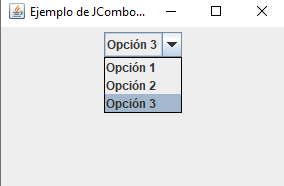 Ejemplo de JCombo...
Opción 3
Opción 1
Opción 2
Opción 3